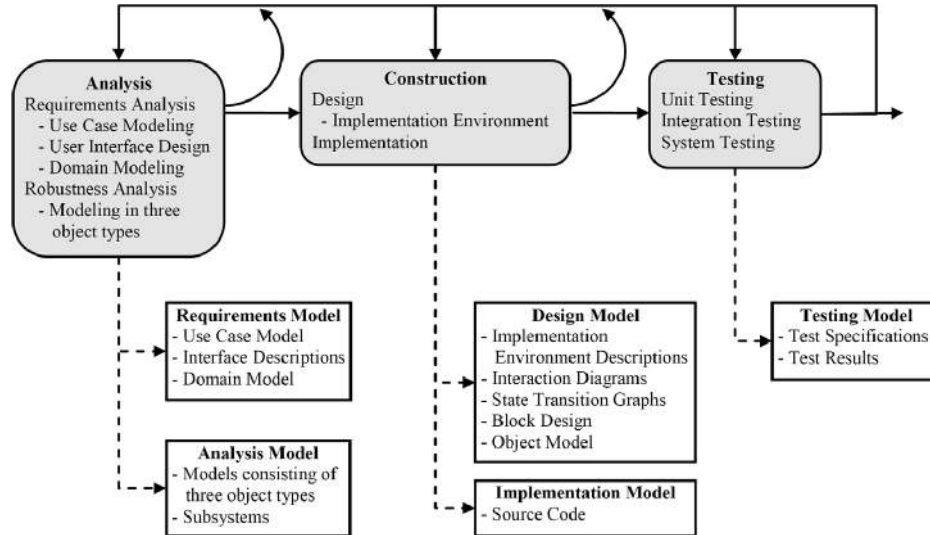 Analysis
Requirements Analysis
- Use Case Modeling
- User Interface Design
- Domain Modeling
Robustness Analysis
- Modeling in three
object types
Construction
Design
- Implementation Environment
Implementation
Testing
Unit Testing
Integration Testing
System Testing
Requirements Model
- Use Case Model
- Interface Descriptions
- Domain Model
Analysis Model
- Models consisting of
three object types
- Subsystems
Design Model
- Implementation
Environment Descriptions
- Interaction Diagrams
- State Transition Graphs
- Block Design
- Object Model
Implementation Model
- Source Code
Testing Model
- Test Specifications
- Test Results